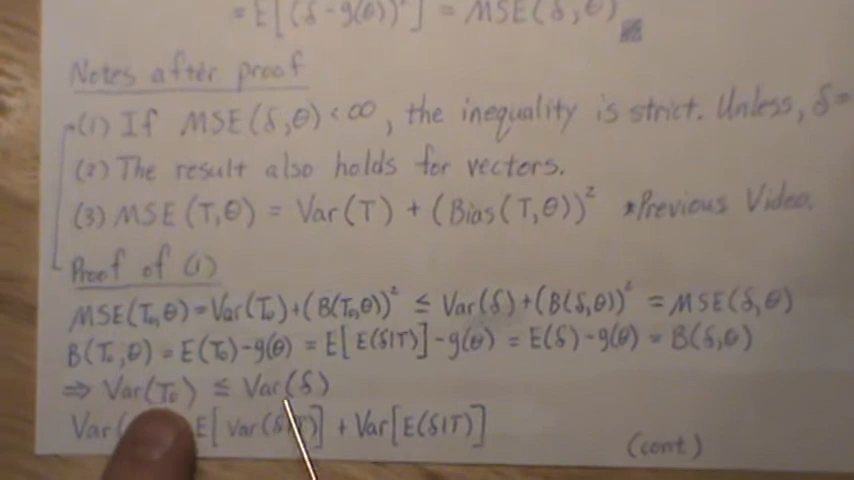 = E[(δ - g(θ))²] = MSE(δ,θ)
Notes after proof
(1) If MSE(δ,θ) < ∞, the inequality is strict. Unless, δ=
(2) The result also holds for vectors.
(3) MSE(T,θ) = Var(T) + (Bias(T,θ))² *Previous Video.
Proof of (1)
MSE(T₀,θ) = Var(T₀) + (B(T₀,θ))² ≤ Var(δ) + (B(δ,θ))² = MSE(δ,θ)
B(T₀,θ) = E(T₀) - g(θ) = E[E(δ|T)] - g(θ) = E(δ) - g(θ) = B(δ,θ)
⇒ Var(T₀) ≤ Var(δ)
Var( E[Var(δ|T)] + Var[E(δ|T)]
(cont)